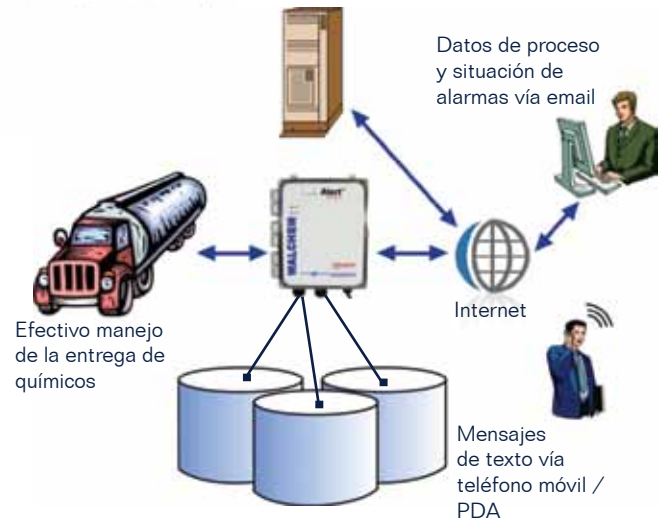 Datos de proceso
y situación de
alarmas vía email
Alert
WALCHEM
Internet
Efectivo manejo
de la entrega de
químicos
Mensajes
de texto vía
teléfono móvil /
PDA